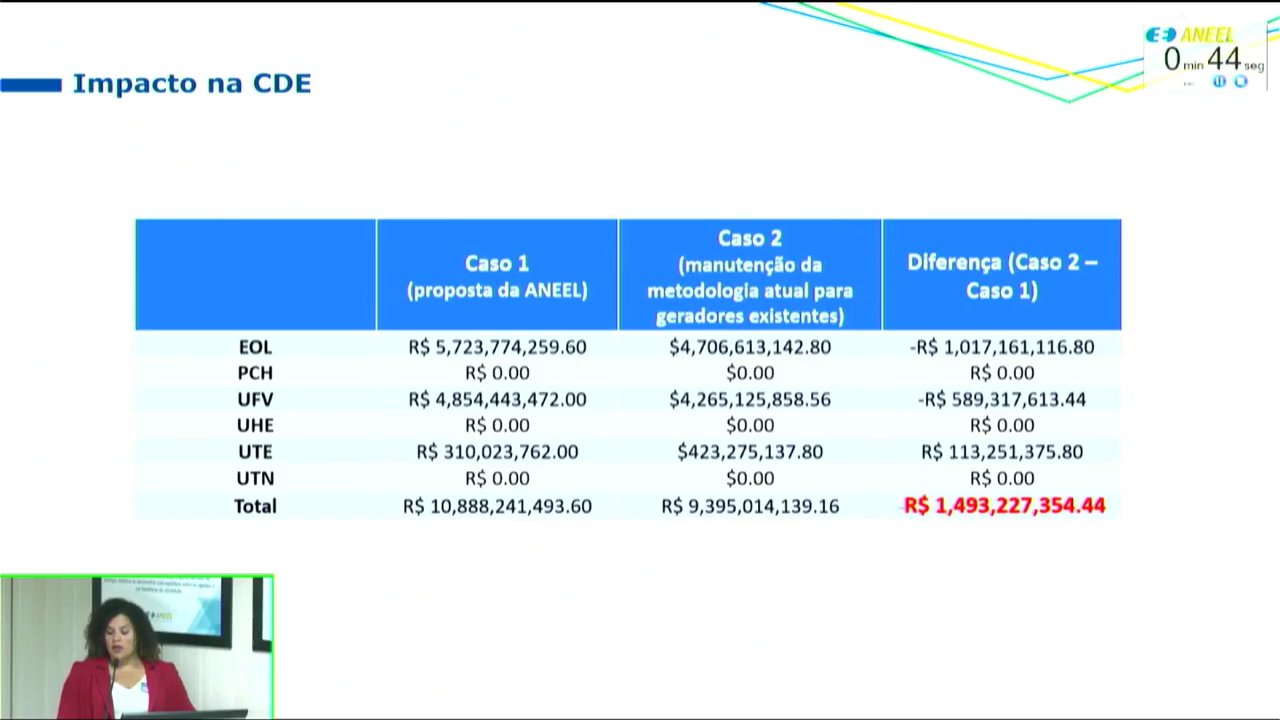 ANEEL
0 min 44 seg
Impacto na CDE
Caso 1
(proposta da ANEEL)
Caso 2
(manutenção da
metodologia atual para
geradores existentes)
Diferença (Caso 2 –
Caso 1)
EOL R$ 5,723,774,259.60 $4,706,613,142.80 -R$ 1,017,161,116.80
PCH R$ 0.00 $0.00 R$ 0.00
UFV R$ 4,854,443,472.00 $4,265,125,858.56 -R$ 589,317,613.44
UHE R$ 0.00 $0.00 R$ 0.00
UTE R$ 310,023,762.00 $423,275,137.80 R$ 113,251,375.80
UTN R$ 0.00 $0.00 R$ 0.00
Total R$ 10,888,241,493.60 R$ 9,395,014,139.16 -R$ 1,493,227,354.44
ANEEL